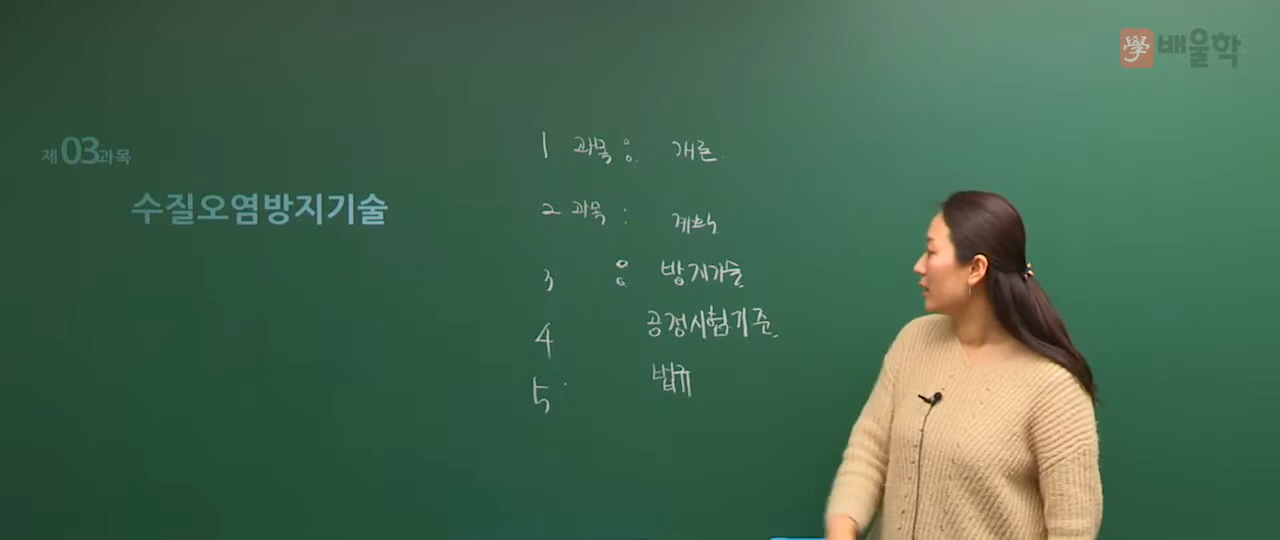 學 배울학
제 03과목
수질오염방지기술
1 과목 : 개론
2 과목 : 계획
3 : 방지기술
4 공정시험기준
5 법규